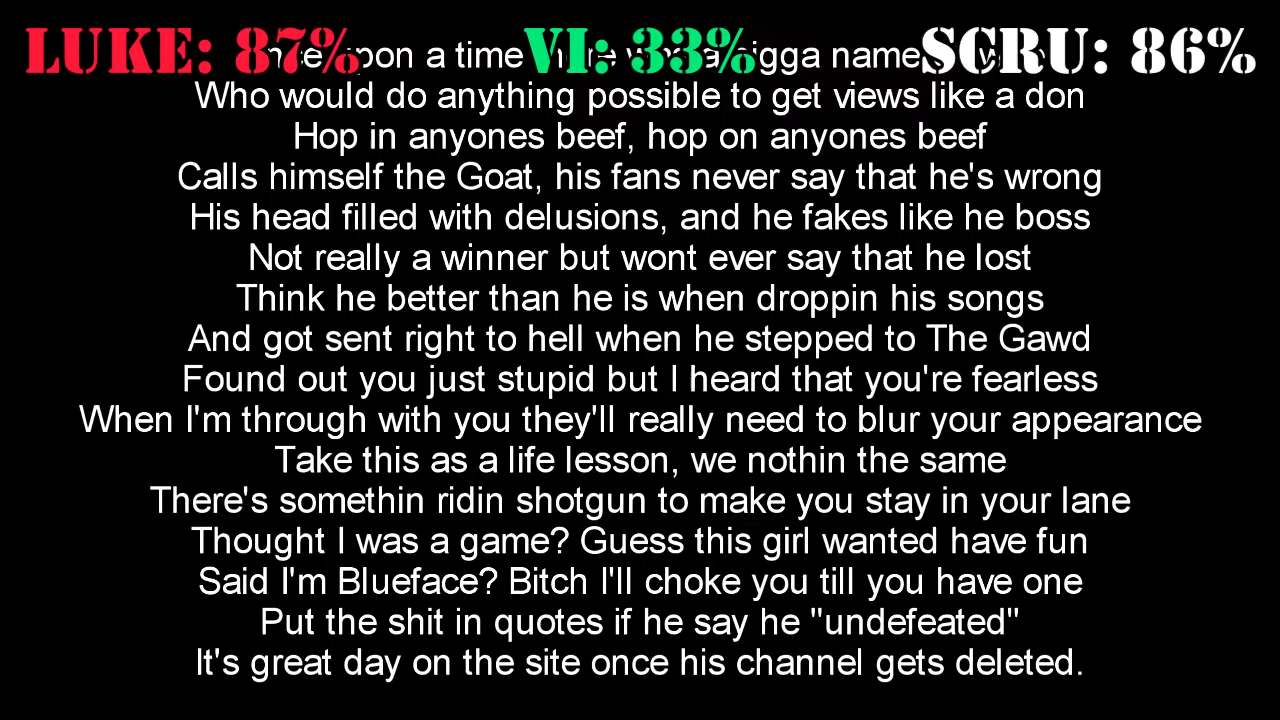 LUKE: 87% VI: 33% SCRU: 86%
upon a time nigga name
Who would do anything possible to get views like a don
Hop in anyones beef, hop on anyones beef
Calls himself the Goat, his fans never say that he's wrong
His head filled with delusions, and he fakes like he boss
Not really a winner but wont ever say that he lost
Think he better than he is when droppin his songs
And got sent right to hell when he stepped to The Gawd
Found out you just stupid but I heard that you're fearless
When I'm through with you they'll really need to blur your appearance
Take this as a life lesson, we nothin the same
There's somethin ridin shotgun to make you stay in your lane
Thought I was a game? Guess this girl wanted have fun
Said I'm Blueface? Bitch I'll choke you till you have one
Put the shit in quotes if he say he "undefeated"
It's great day on the site once his channel gets deleted.